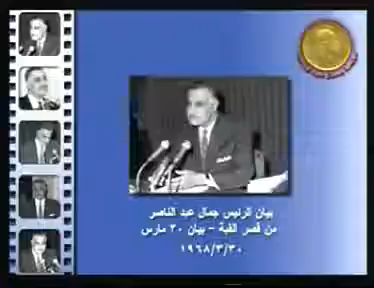 بيان الرئيس جمال عبد الناصر
من قصر القبة - بيان ٣٠ مارس
١٩٦٨/٣/٣٠